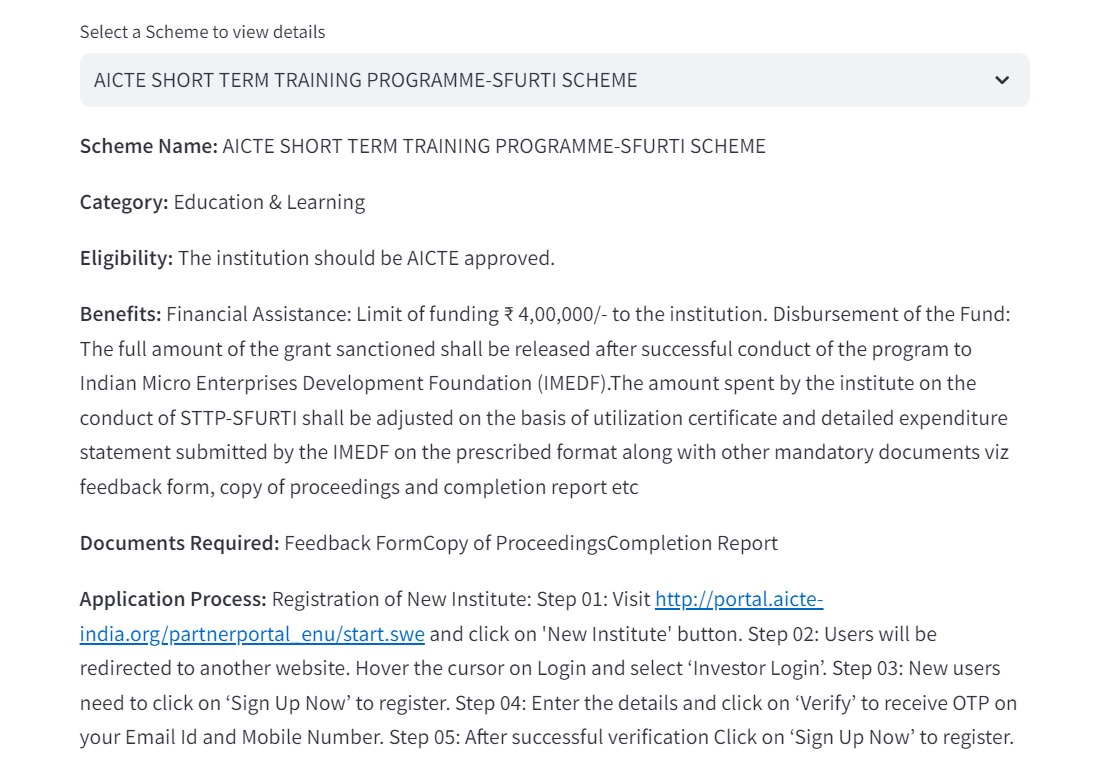 Select a Scheme to view details
AICTE SHORT TERM TRAINING PROGRAMME-SFURTI SCHEME
Scheme Name: AICTE SHORT TERM TRAINING PROGRAMME-SFURTI SCHEME
Category: Education & Learning
Eligibility: The institution should be AICTE approved.
Benefits: Financial Assistance: Limit of funding ₹ 4,00,000/- to the institution. Disbursement of the Fund:
The full amount of the grant sanctioned shall be released after successful conduct of the program to
Indian Micro Enterprises Development Foundation (IMEDF).The amount spent by the institute on the
conduct of STTP-SFURTI shall be adjusted on the basis of utilization certificate and detailed expenditure
statement submitted by the IMEDF on the prescribed format along with other mandatory documents viz
feedback form, copy of proceedings and completion report etc
Documents Required: Feedback FormCopy of ProceedingsCompletion Report
Application Process: Registration of New Institute: Step 01: Visit http://portal.aicte-
india.org/partnerportal_enu/start.swe and click on 'New Institute' button. Step 02: Users will be
redirected to another website. Hover the cursor on Login and select ‘Investor Login’. Step 03: New users
need to click on ‘Sign Up Now’ to register. Step 04: Enter the details and click on ‘Verify’ to receive OTP on
your Email Id and Mobile Number. Step 05: After successful verification Click on ‘Sign Up Now’ to register.